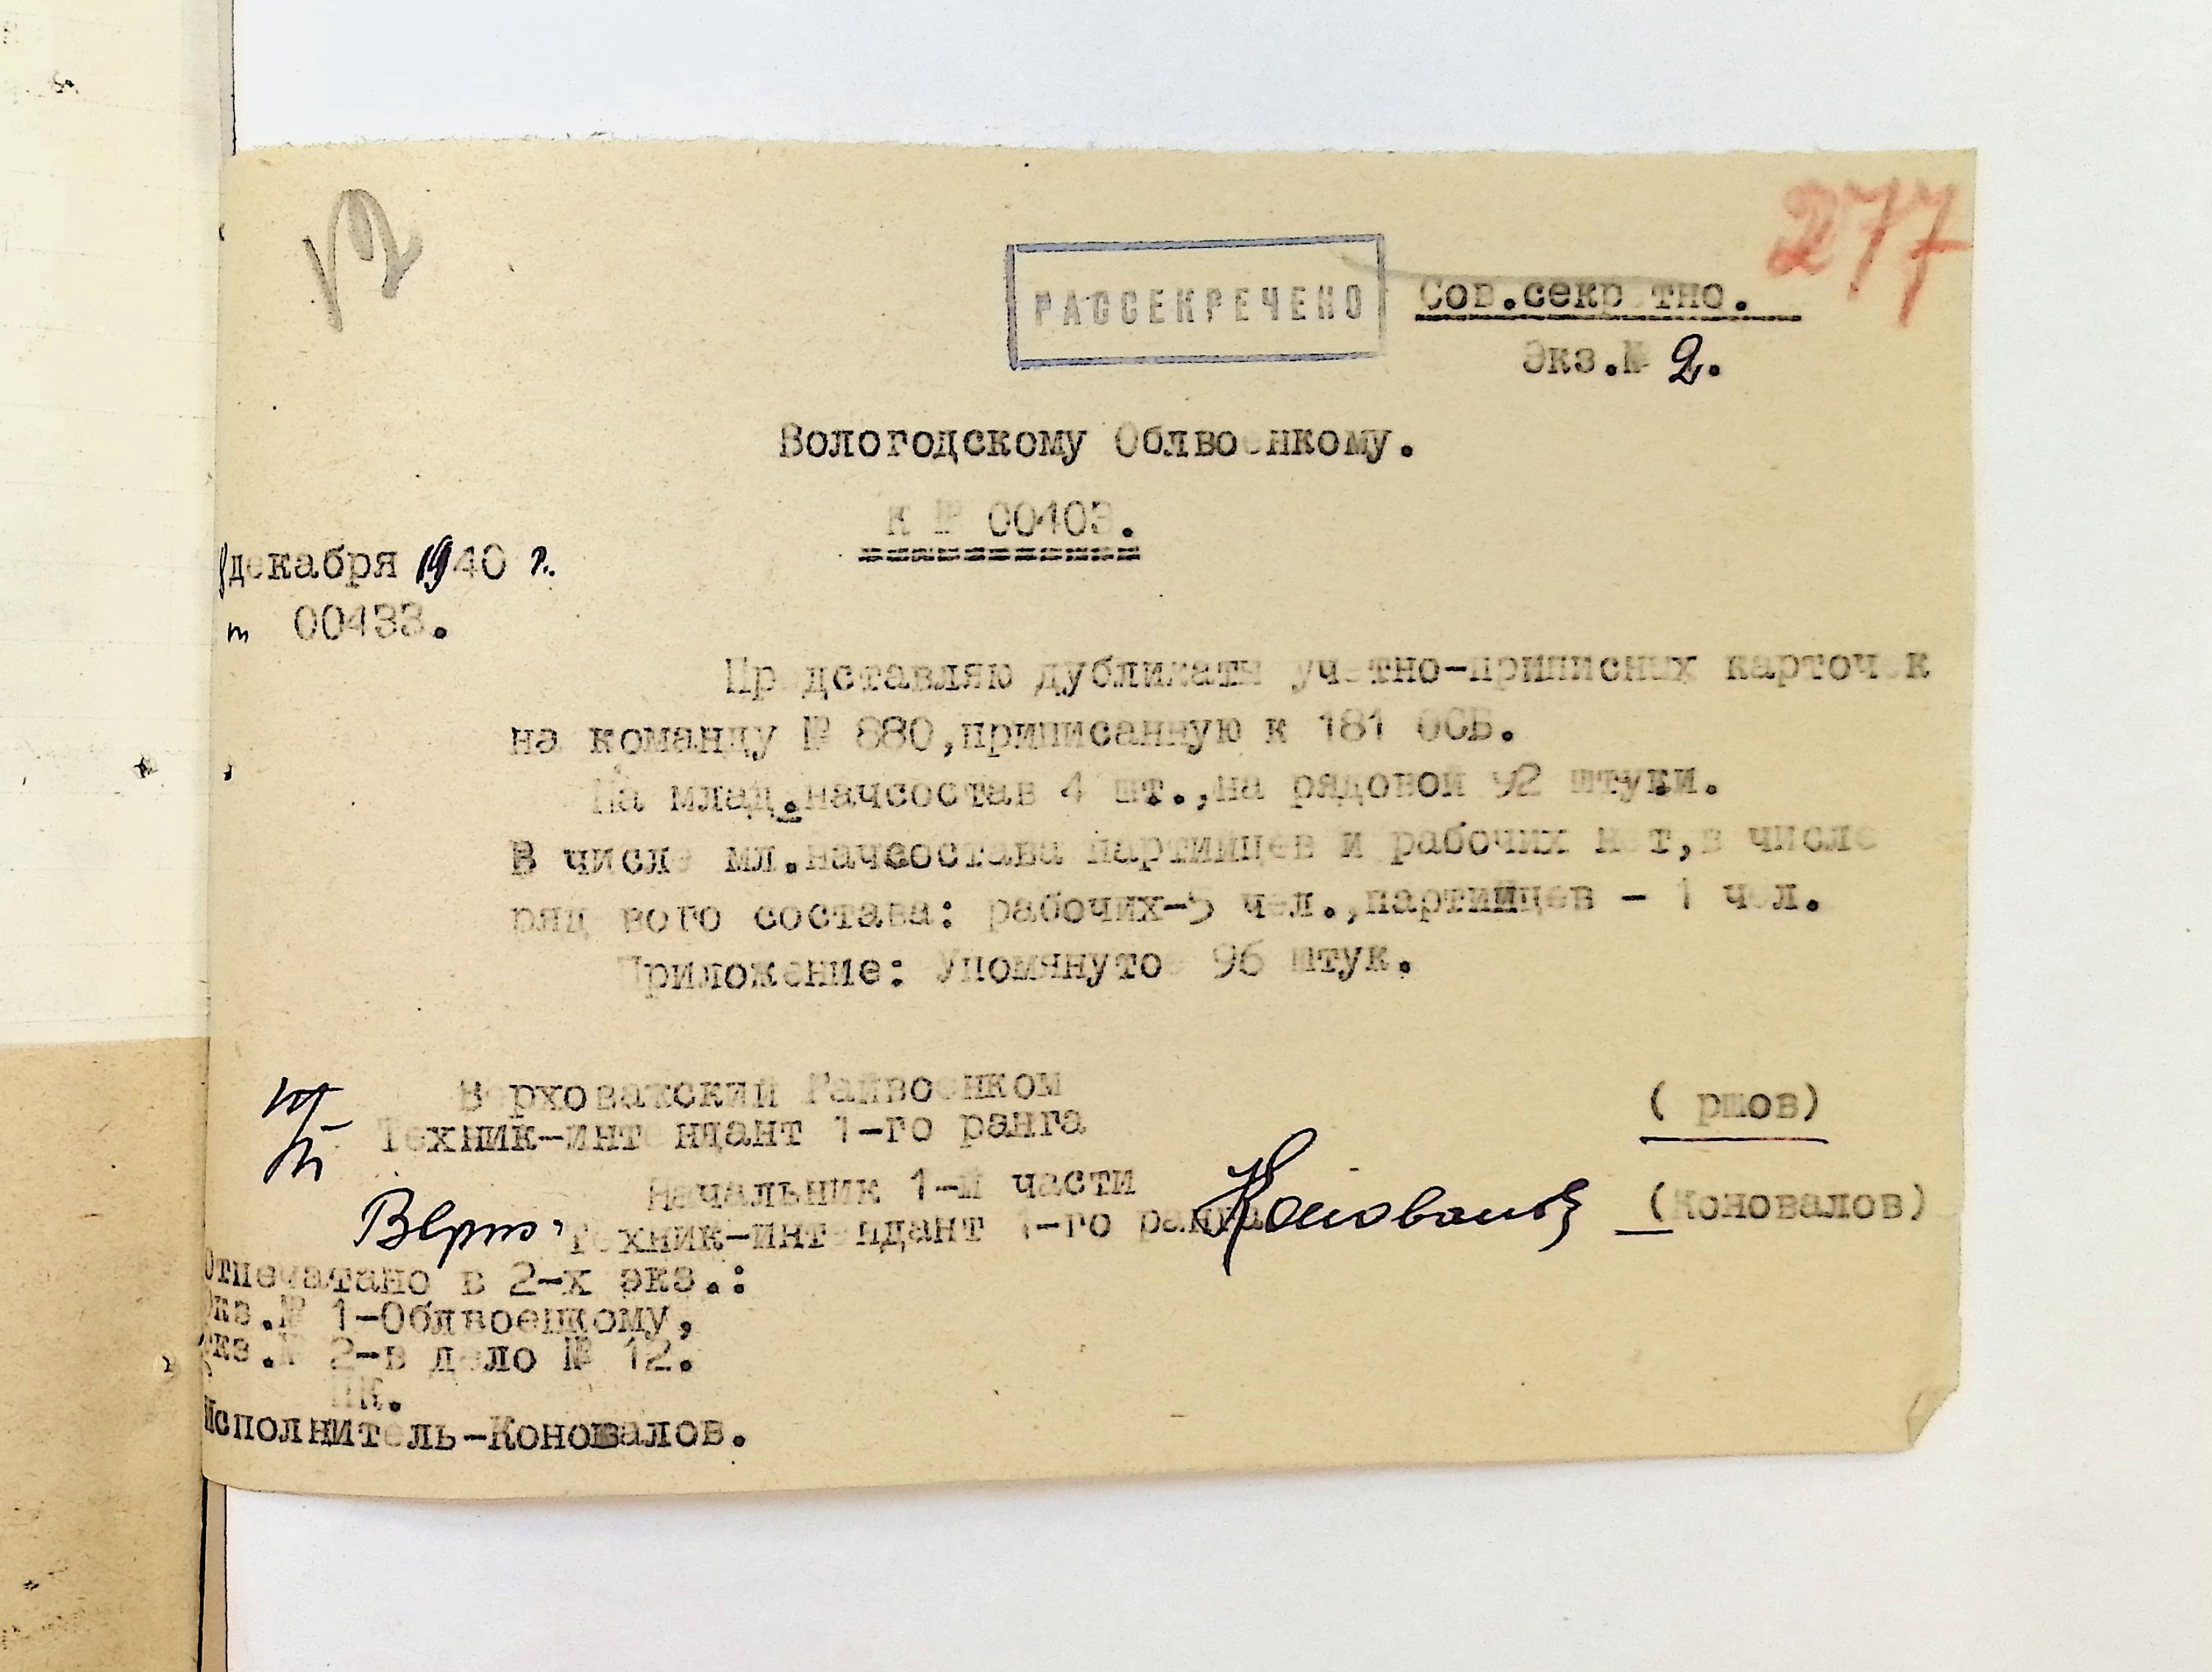 12
277
РАССЕКРЕЧЕНО
Сов.секретно.
Экз.№ 2.
Вологодскому Облвоенкому.
К № 00403.
декабря 1940 г.
00433.
Представляю дубликаты учетно-приписных карточек
на команду № 680,приписанную к 181 ОСБ.
На млад.начсостав 4 шт.,на рядовой 92 штуки.
В числе мл.начсостава партийцев и рабочих нет,в числе
рядового состава: рабочих-5 чел.,партийцев - 1 чел.
Приложение: Упомянутое 96 штук.
Верховажский Райвоенком
Техник-интендант 1-го ранга
( ршов)
Начальник 1-й части
Техник-интендант 1-го ранга
Коновалов
(Коновалов)
Верно:
Отпечатано в 2-х экз.:
Экз.№ 1-Облвоенкому,
Экз.№ 2-в дело № 12.
ПК.
Исполнитель-Коновалов.